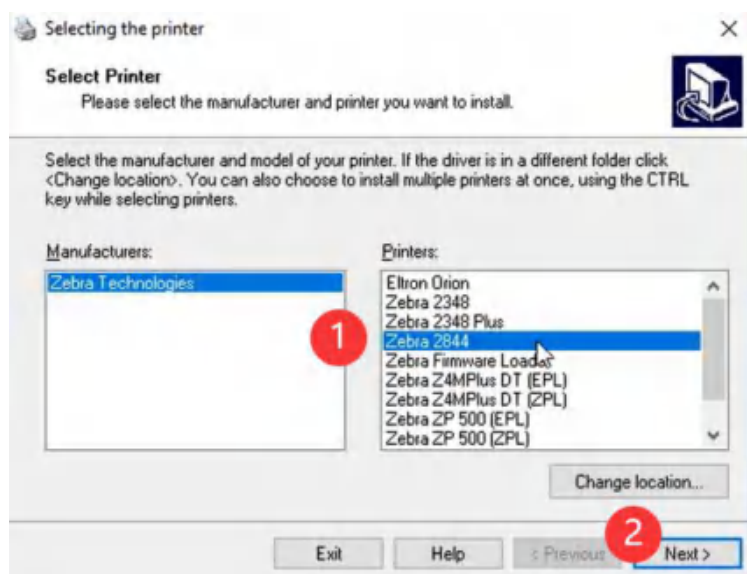 Selecting the printer
Select Printer
Please select the manufacturer and printer you want to install.
Select the manufacturer and model of your printer. If the driver is in a different folder click
<Change location>. You can also choose to install multiple printers at once, using the CTRL
key while selecting printers.
Manufacturers:
Zebra Technologies
Printers:
Eltron Orion
Zebra 2348
Zebra 2348 Plus
1
Zebra 2844
Zebra Firmware Loader
Zebra Z4MPlus DT (EPL)
Zebra Z4MPlus DT (ZPL)
Zebra ZP 500 (EPL)
Zebra ZP 500 (ZPL)
Change location...
2
Exit
Help
< Previous
Next >